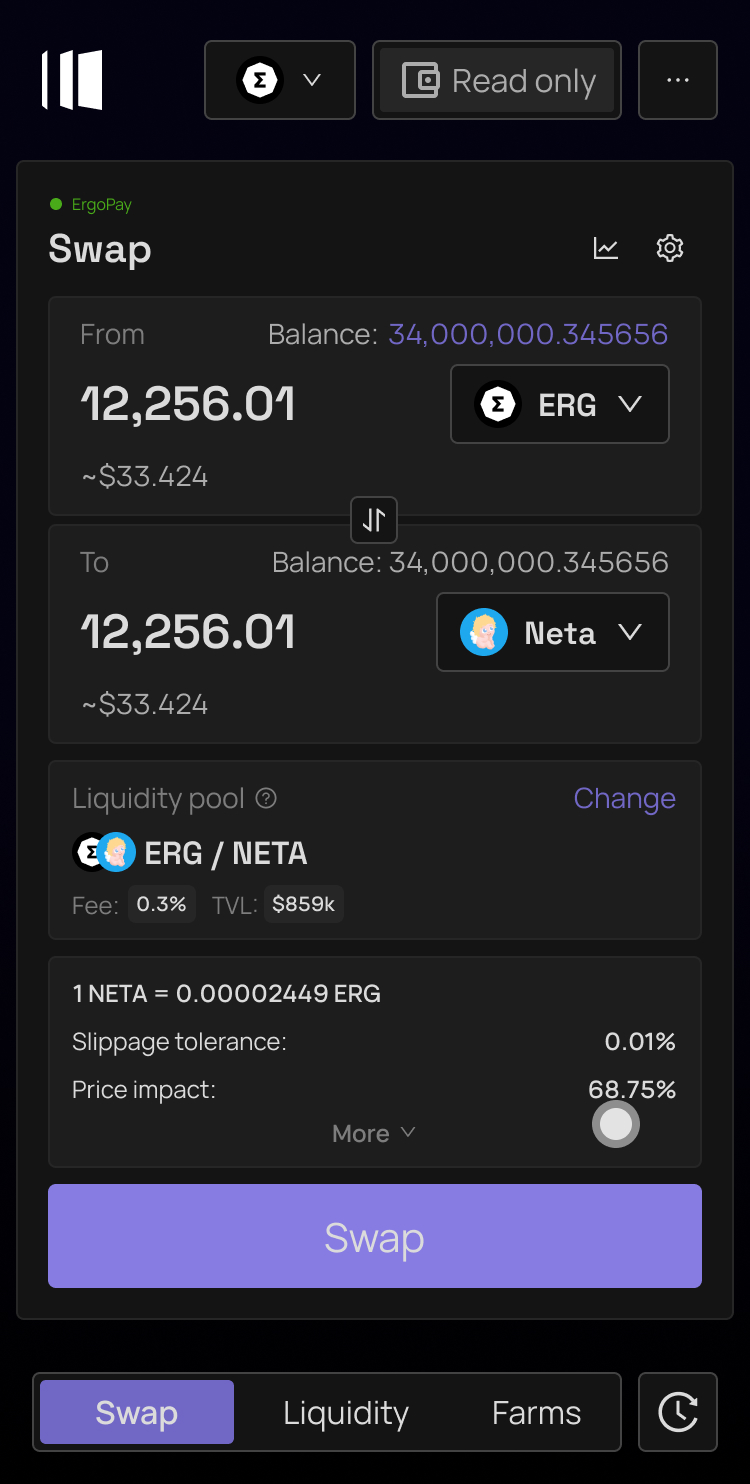 Read only
...
ErgoPay
Swap
From Balance: 34,000,000.345656
12,256.01 Σ ERG
~$33.424
To Balance: 34,000,000.345656
12,256.01 Neta
~$33.424
Liquidity pool ? Change
Σ ERG / NETA
Fee: 0.3% TVL: $859k
1 NETA = 0.00002449 ERG
Slippage tolerance: 0.01%
Price impact: 68.75%
More
Swap
Swap Liquidity Farms